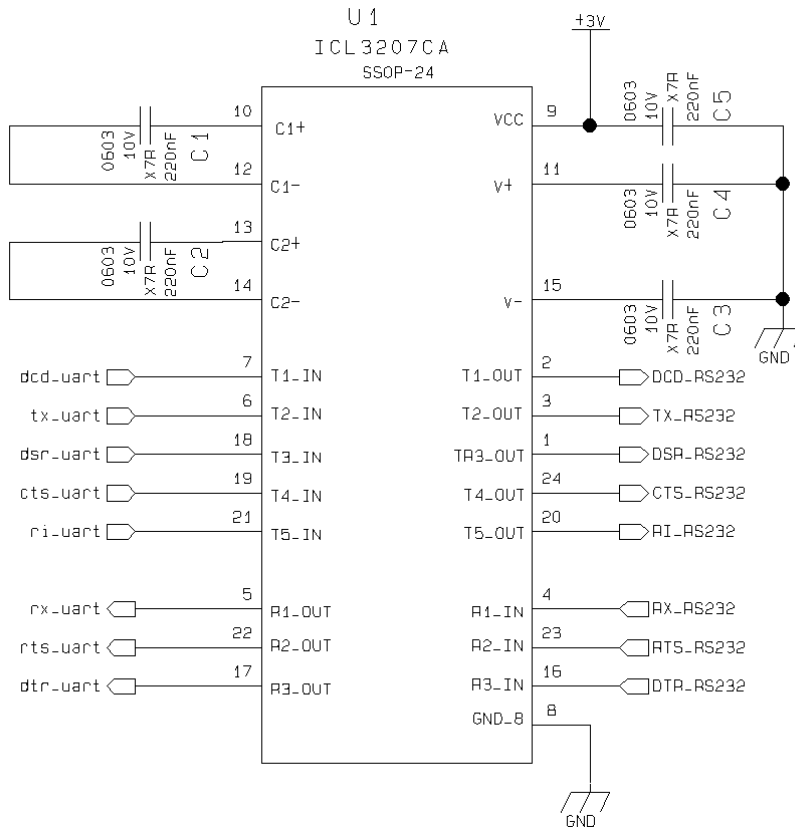 U1
ICL3207CA
SSOP-24
+3V
10 C1+ VCC 9
0603 10V X7R 220nF C1
0603 10V X7R 220nF C5
12 C1- V+ 11
0603 10V X7R 220nF C4
13 C2+
0603 10V X7R 220nF C2
14 C2- V- 15
0603 10V X7R 220nF C3
GND
dcd_uart 7 T1_IN T1_OUT 2 DCD_RS232
tx_uart 6 T2_IN T2_OUT 3 TX_RS232
dsr_uart 18 T3_IN TR3_OUT 1 DSR_RS232
cts_uart 19 T4_IN T4_OUT 24 CTS_RS232
ri_uart 21 T5_IN T5_OUT 20 RI_RS232
rx_uart 5 R1_OUT R1_IN 4 RX_RS232
rts_uart 22 R2_OUT R2_IN 23 RTS_RS232
dtr_uart 17 R3_OUT R3_IN 16 DTR_RS232
GND_8 8
GND